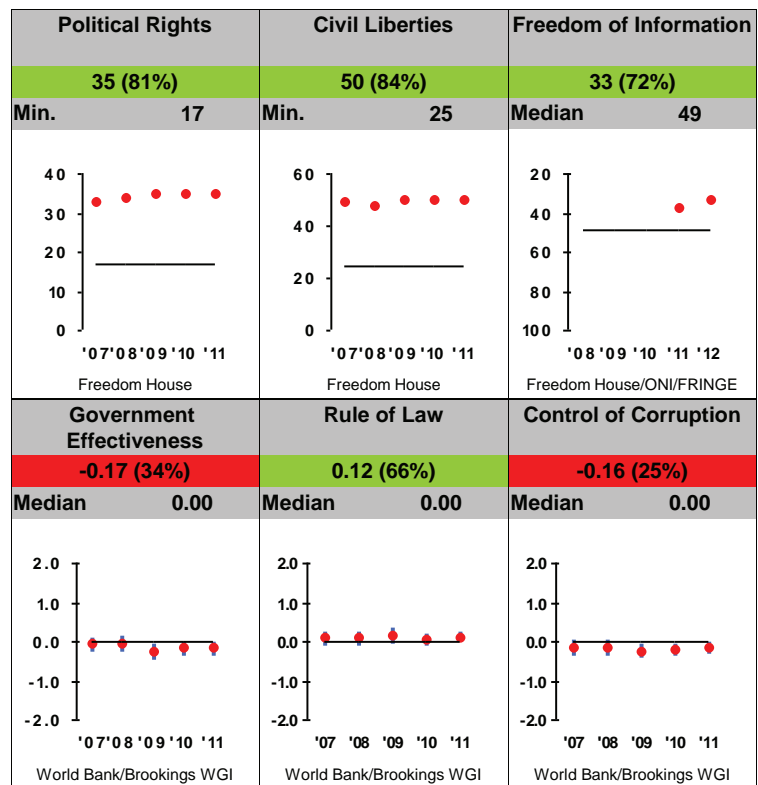 Political Rights
35 (81%)
Min. 17
40
30
20
10
0
'07 '08 '09 '10 '11
Freedom House
Civil Liberties
50 (84%)
Min. 25
60
40
20
0
'07 '08 '09 '10 '11
Freedom House
Freedom of Information
33 (72%)
Median 49
20
40
60
80
100
'08 '09 '10 '11 '12
Freedom House/ONI/FRINGE
Government
Effectiveness
-0.17 (34%)
Median 0.00
2.0
1.0
0.0
-1.0
-2.0
'07 '08 '09 '10 '11
World Bank/Brookings WGI
Rule of Law
0.12 (66%)
Median 0.00
2.0
1.0
0.0
-1.0
-2.0
'07 '08 '09 '10 '11
World Bank/Brookings WGI
Control of Corruption
-0.16 (25%)
Median 0.00
2.0
1.0
0.0
-1.0
-2.0
'07 '08 '09 '10 '11
World Bank/Brookings WGI